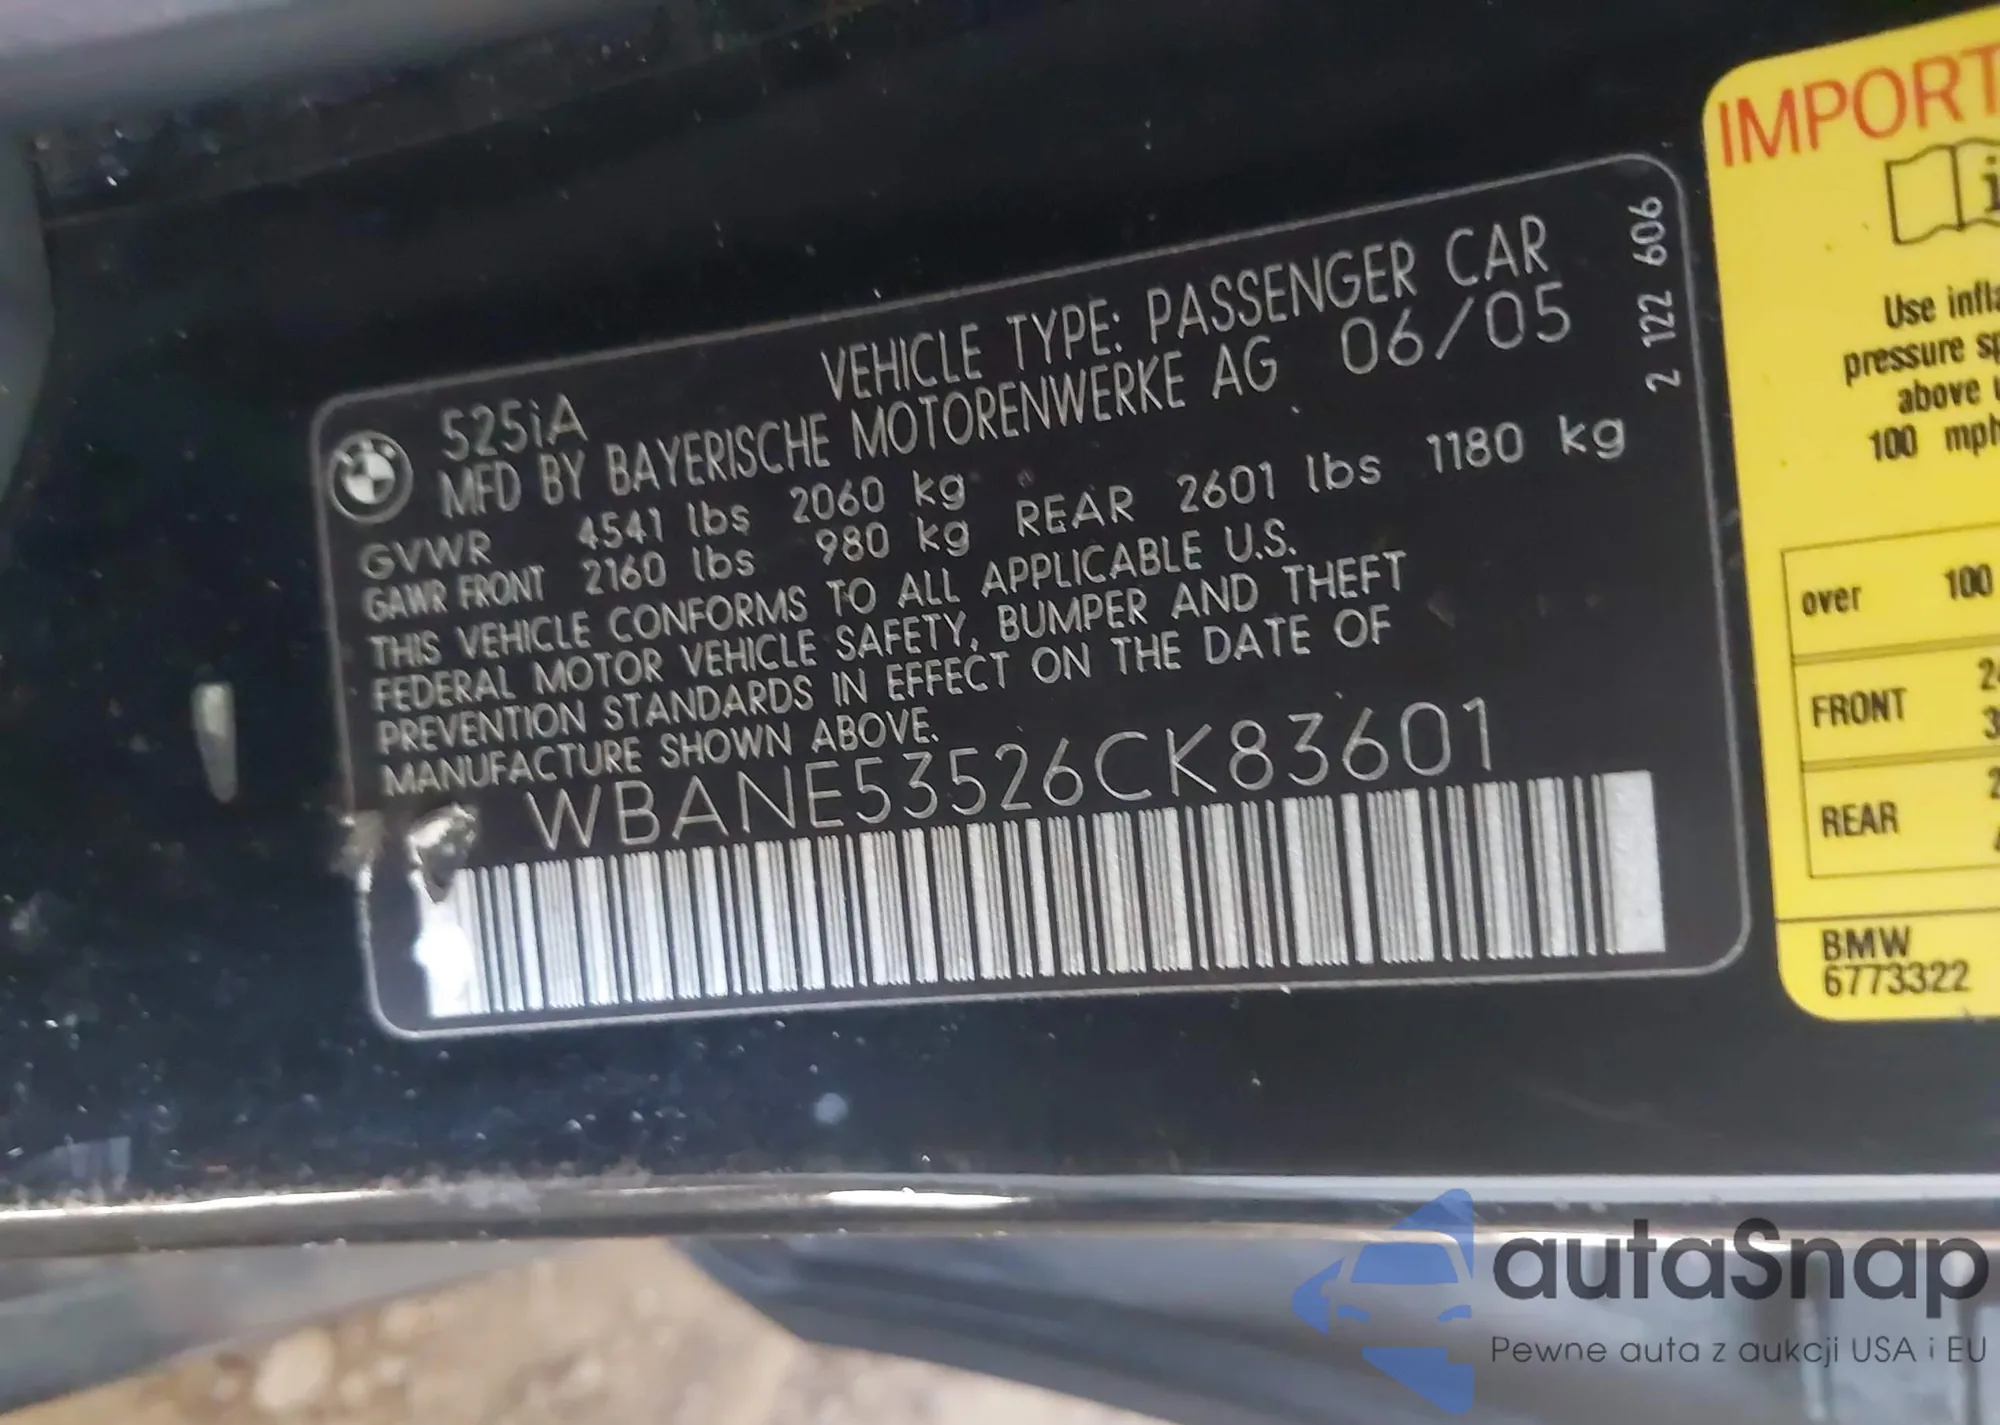 525iA
VEHICLE TYPE: PASSENGER CAR
MFD BY BAYERISCHE MOTORENWERKE AG 06/05
GVWR 4541 lbs 2060 kg
GAWR FRONT 2160 lbs 980 kg REAR 2601 lbs 1180 kg
THIS VEHICLE CONFORMS TO ALL APPLICABLE U.S.
FEDERAL MOTOR VEHICLE SAFETY, BUMPER AND THEFT
PREVENTION STANDARDS IN EFFECT ON THE DATE OF
MANUFACTURE SHOWN ABOVE.
WBANE53526CK83601
2 122 606
IMPORT
i
Use infla
pressure sp
above
100 mph
over 100
FRONT
REAR
BMW
6773322
autaSnap
Pewne auta z aukcji USA i EU